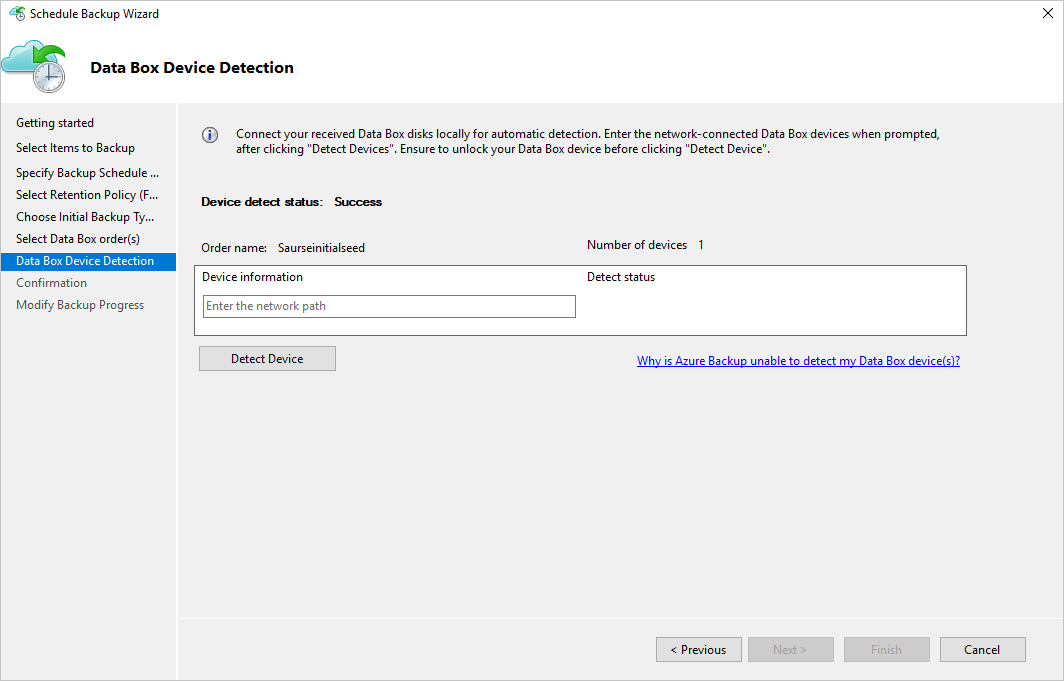 Schedule Backup Wizard
Data Box Device Detection
Getting started
Select Items to Backup
Specify Backup Schedule ...
Select Retention Policy (F...
Choose Initial Backup Ty...
Select Data Box order(s)
Data Box Device Detection
Confirmation
Modify Backup Progress
Connect your received Data Box disks locally for automatic detection. Enter the network-connected Data Box devices when prompted,
after clicking "Detect Devices". Ensure to unlock your Data Box device before clicking "Detect Device".
Device detect status: Success
Order name: Saurseinitialseed
Number of devices 1
Device information
Detect status
Enter the network path
Detect Device
Why is Azure Backup unable to detect my Data Box device(s)?
< Previous
Next >
Finish
Cancel